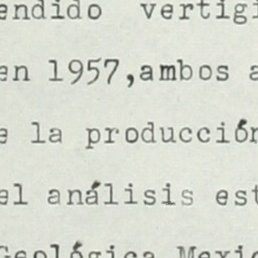 endido vertigi
en 1957,ambos a
e la producción
el análisis est
Geológica Mexic